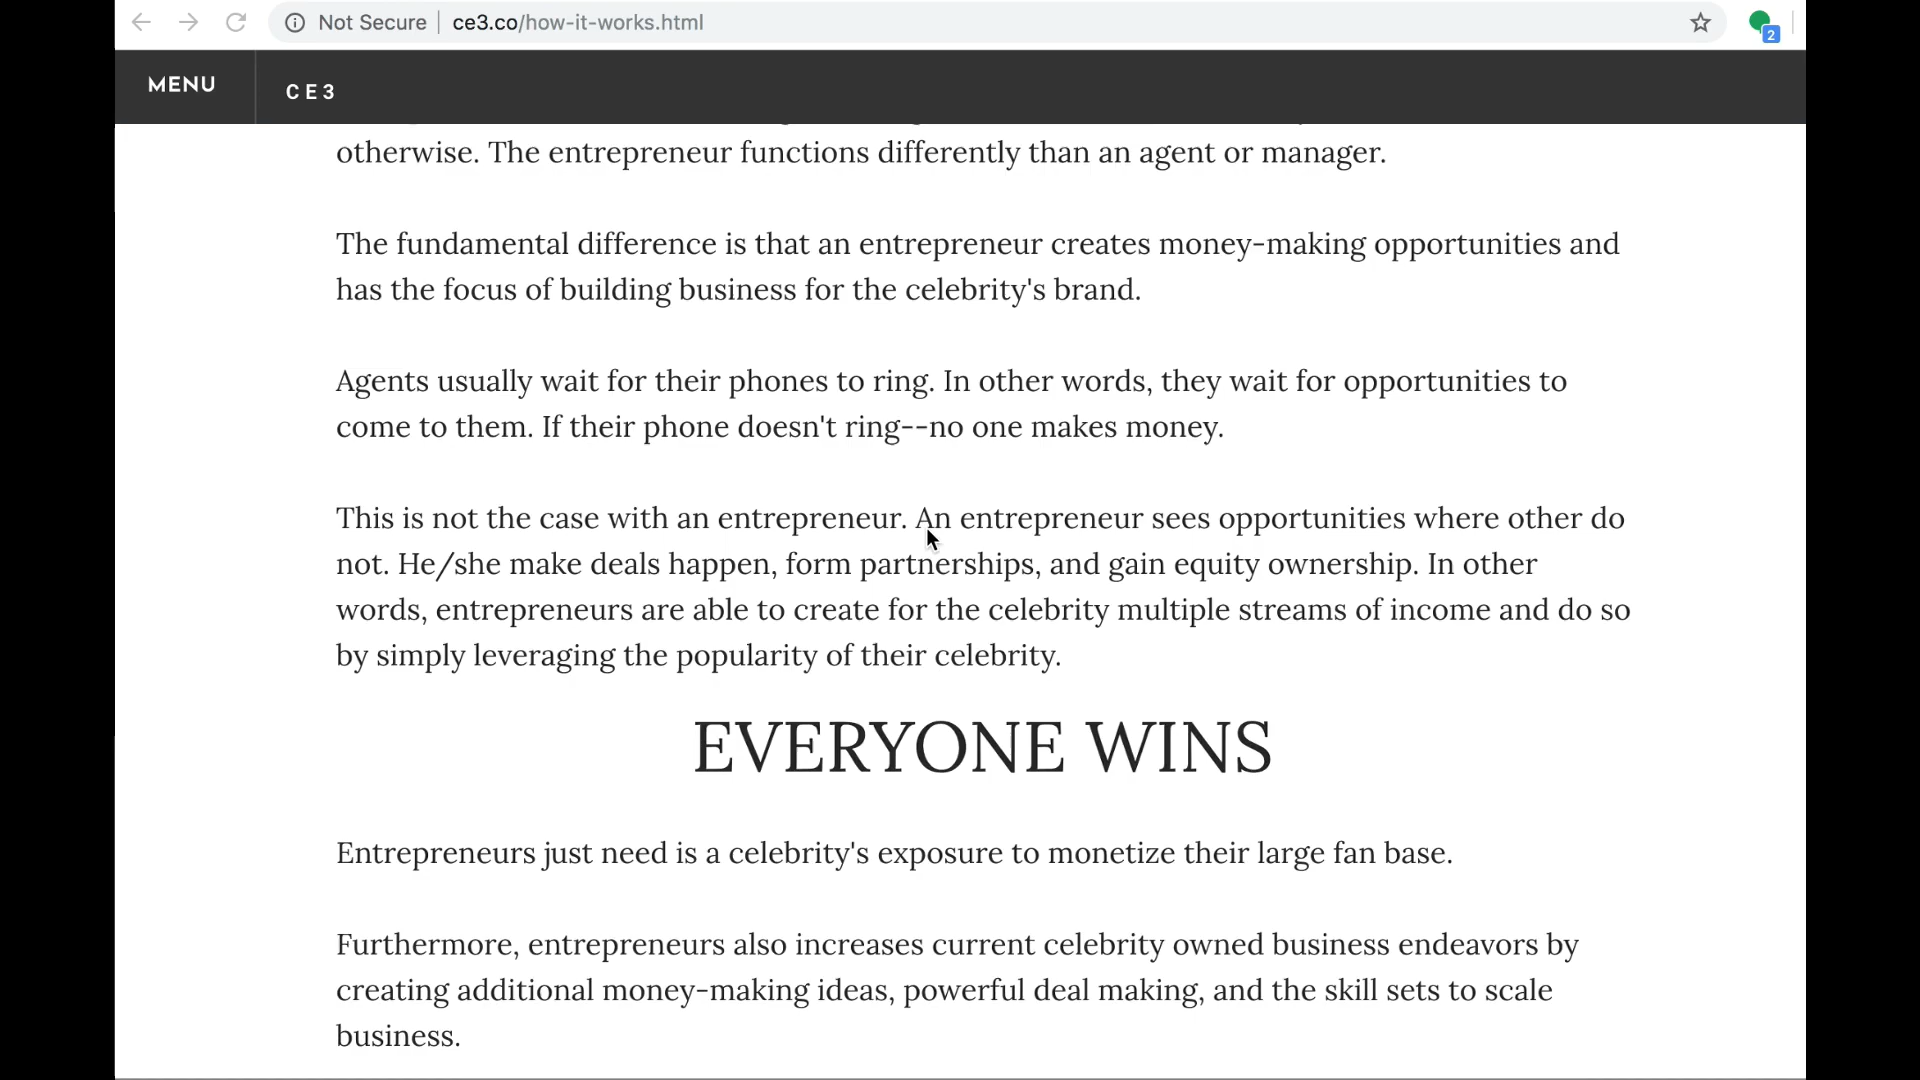 Not Secure ce3.co/how-it-works.html
2
MENU
CE3
otherwise. The entrepreneur functions differently than an agent or manager.
The fundamental difference is that an entrepreneur creates money-making opportunities and
has the focus of building business for the celebrity's brand.
Agents usually wait for their phones to ring. In other words, they wait for opportunities to
come to them. If their phone doesn't ring--no one makes money.
This is not the case with an entrepreneur. An entrepreneur sees opportunities where other do
not. He/she make deals happen, form partnerships, and gain equity ownership. In other
words, entrepreneurs are able to create for the celebrity multiple streams of income and do so
by simply leveraging the popularity of their celebrity.
EVERYONE WINS
Entrepreneurs just need is a celebrity's exposure to monetize their large fan base.
Furthermore, entrepreneurs also increases current celebrity owned business endeavors by
creating additional money-making ideas, powerful deal making, and the skill sets to scale
business.